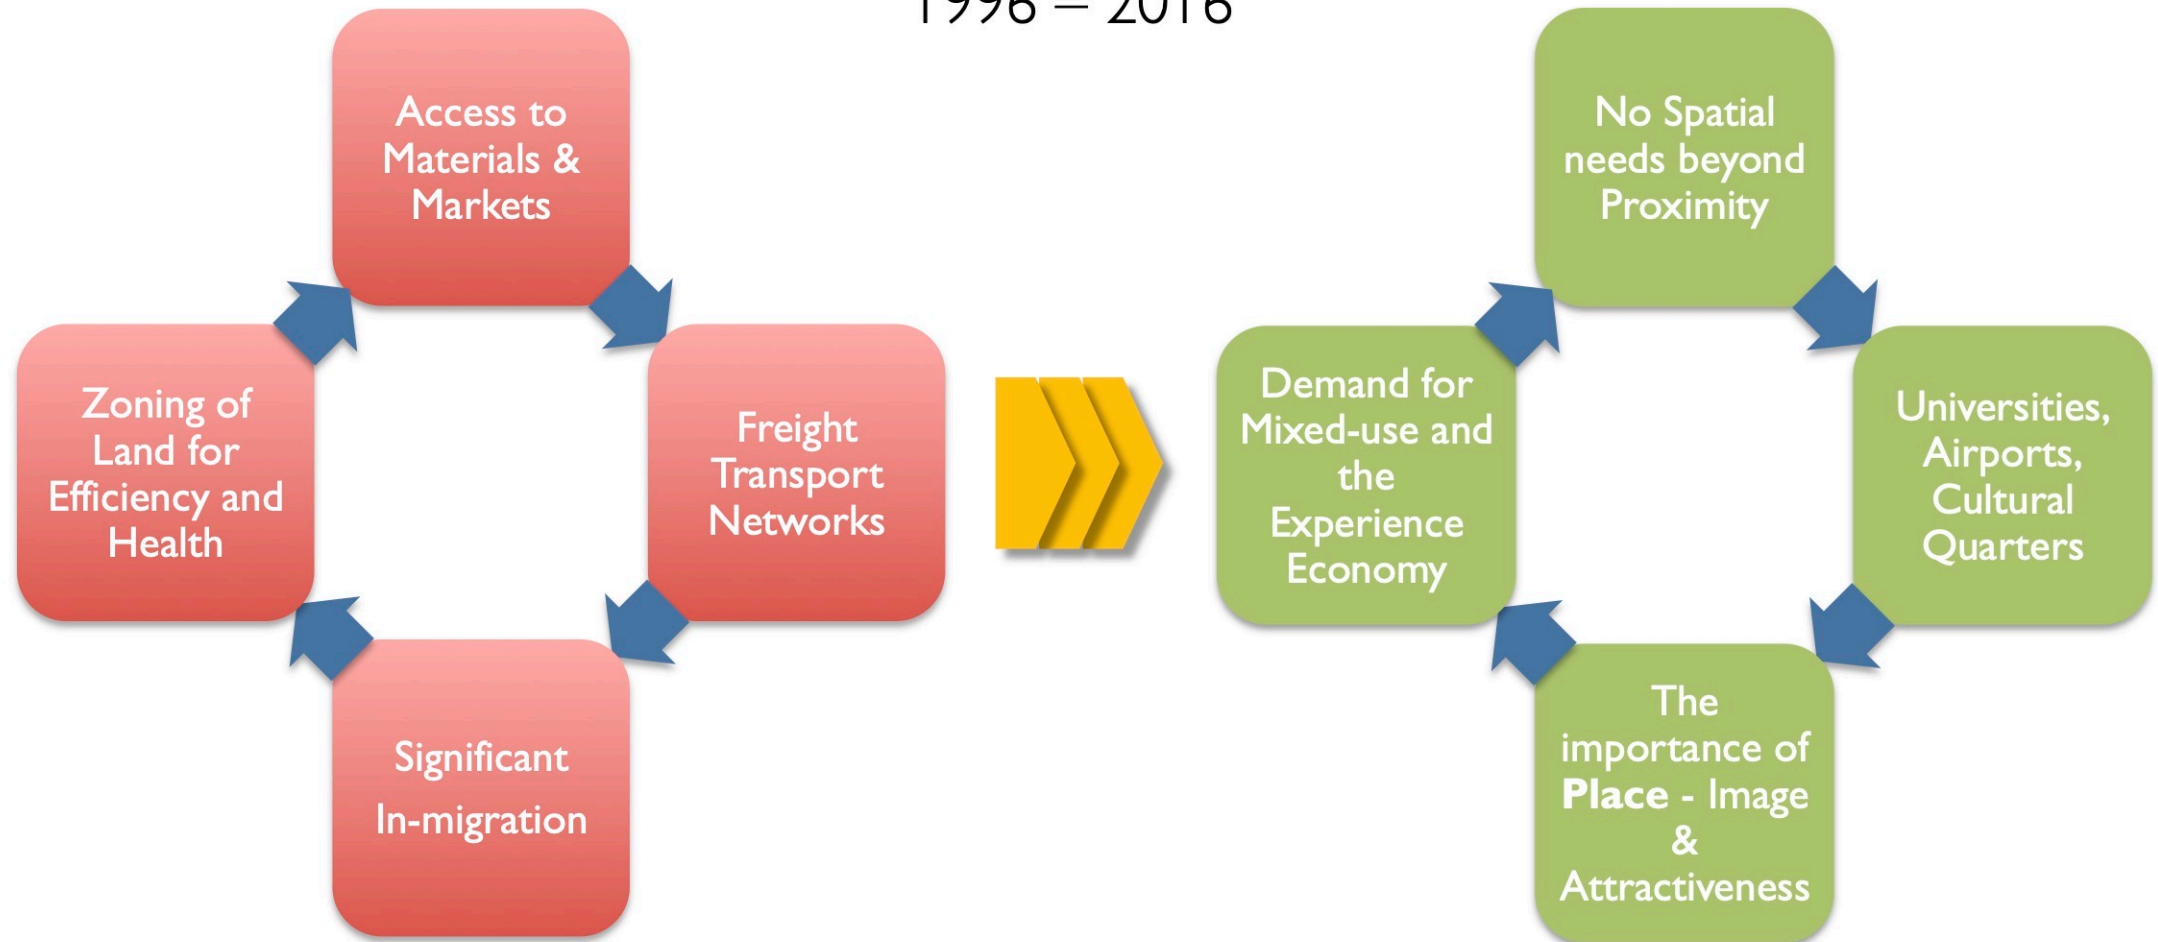 1996 – 2016
Access to
Materials &
Markets
Freight
Transport
Networks
Significant
In-migration
Zoning of
Land for
Efficiency and
Health
No Spatial
needs beyond
Proximity
Universities,
Airports,
Cultural
Quarters
The
importance of
Place - Image
&
Attractiveness
Demand for
Mixed-use and
the
Experience
Economy